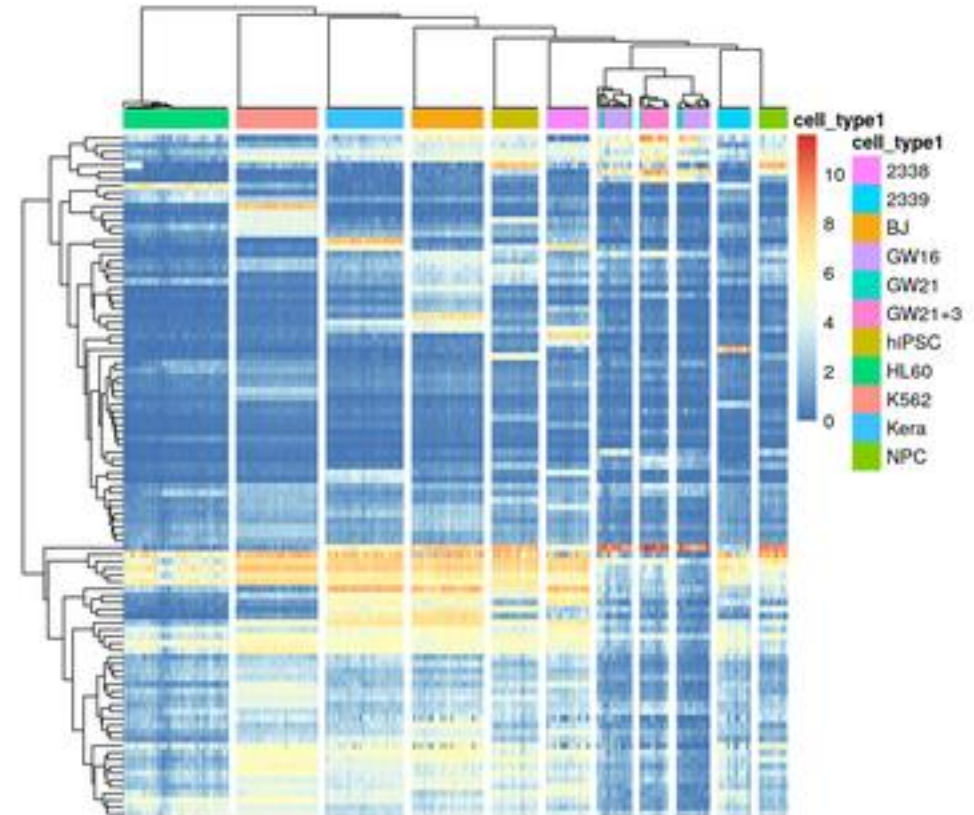 cell_type1
cell_type1
10
8
6
4
2
0
2338
2339
BJ
GW16
GW21
GW21+3
hiPSC
HL60
K562
Kera
NPC